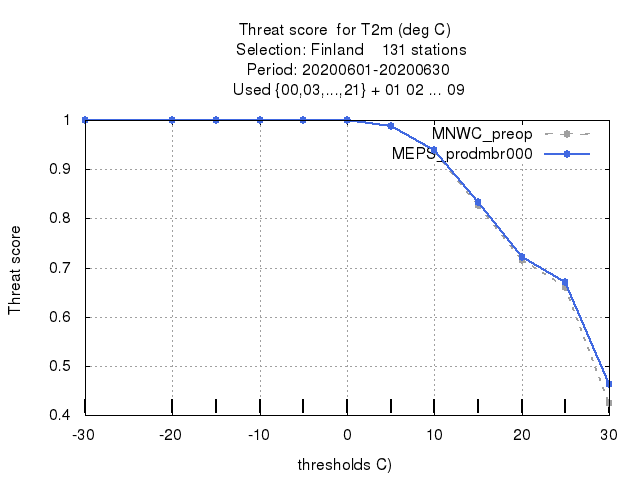 Threat score  for T2m (deg C)
Selection: Finland    131 stations
Period: 20200601-20200630
Used {00,03,...,21} + 01 02 ... 09
MNWC_preop
MEPS_prodmbr000
1
0.9
0.8
0.7
0.6
0.5
0.4
Threat score
-30 -20 -10 0 10 20 30
thresholds C)